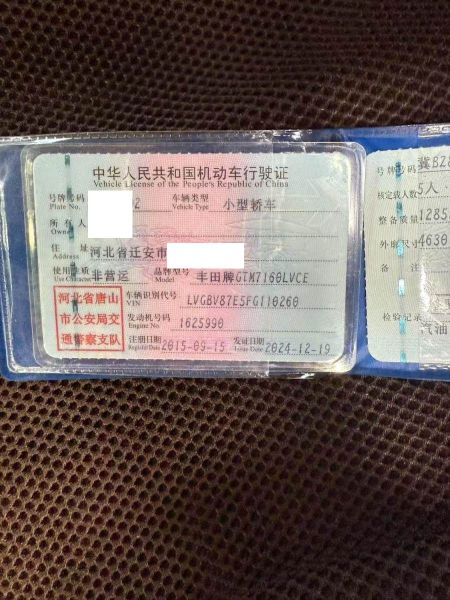 中华人民共和国机动车行驶证
Vehicle License of the People's Republic of China
号牌号码 2 车辆类型 小型轿车
Plate No. Vehicle Type
所有人
Owner
住址 河北省迁安市
Address
使用性质 非营运 品牌型号 丰田牌GTM7160LVCE
Use Character Model
河北省唐山
市公安局交
通警察支队
车辆识别代号 LVGBV87E5FG110260
VIN
发动机号码 1625990
Engine No.
注册日期 2015-09-15 发证日期 2024-12-19
Register Date Issue Date
号牌号码 冀B28
核定载人数 5人
整备质量 1285
外廓尺寸 4630
备注
检验记录
汽油